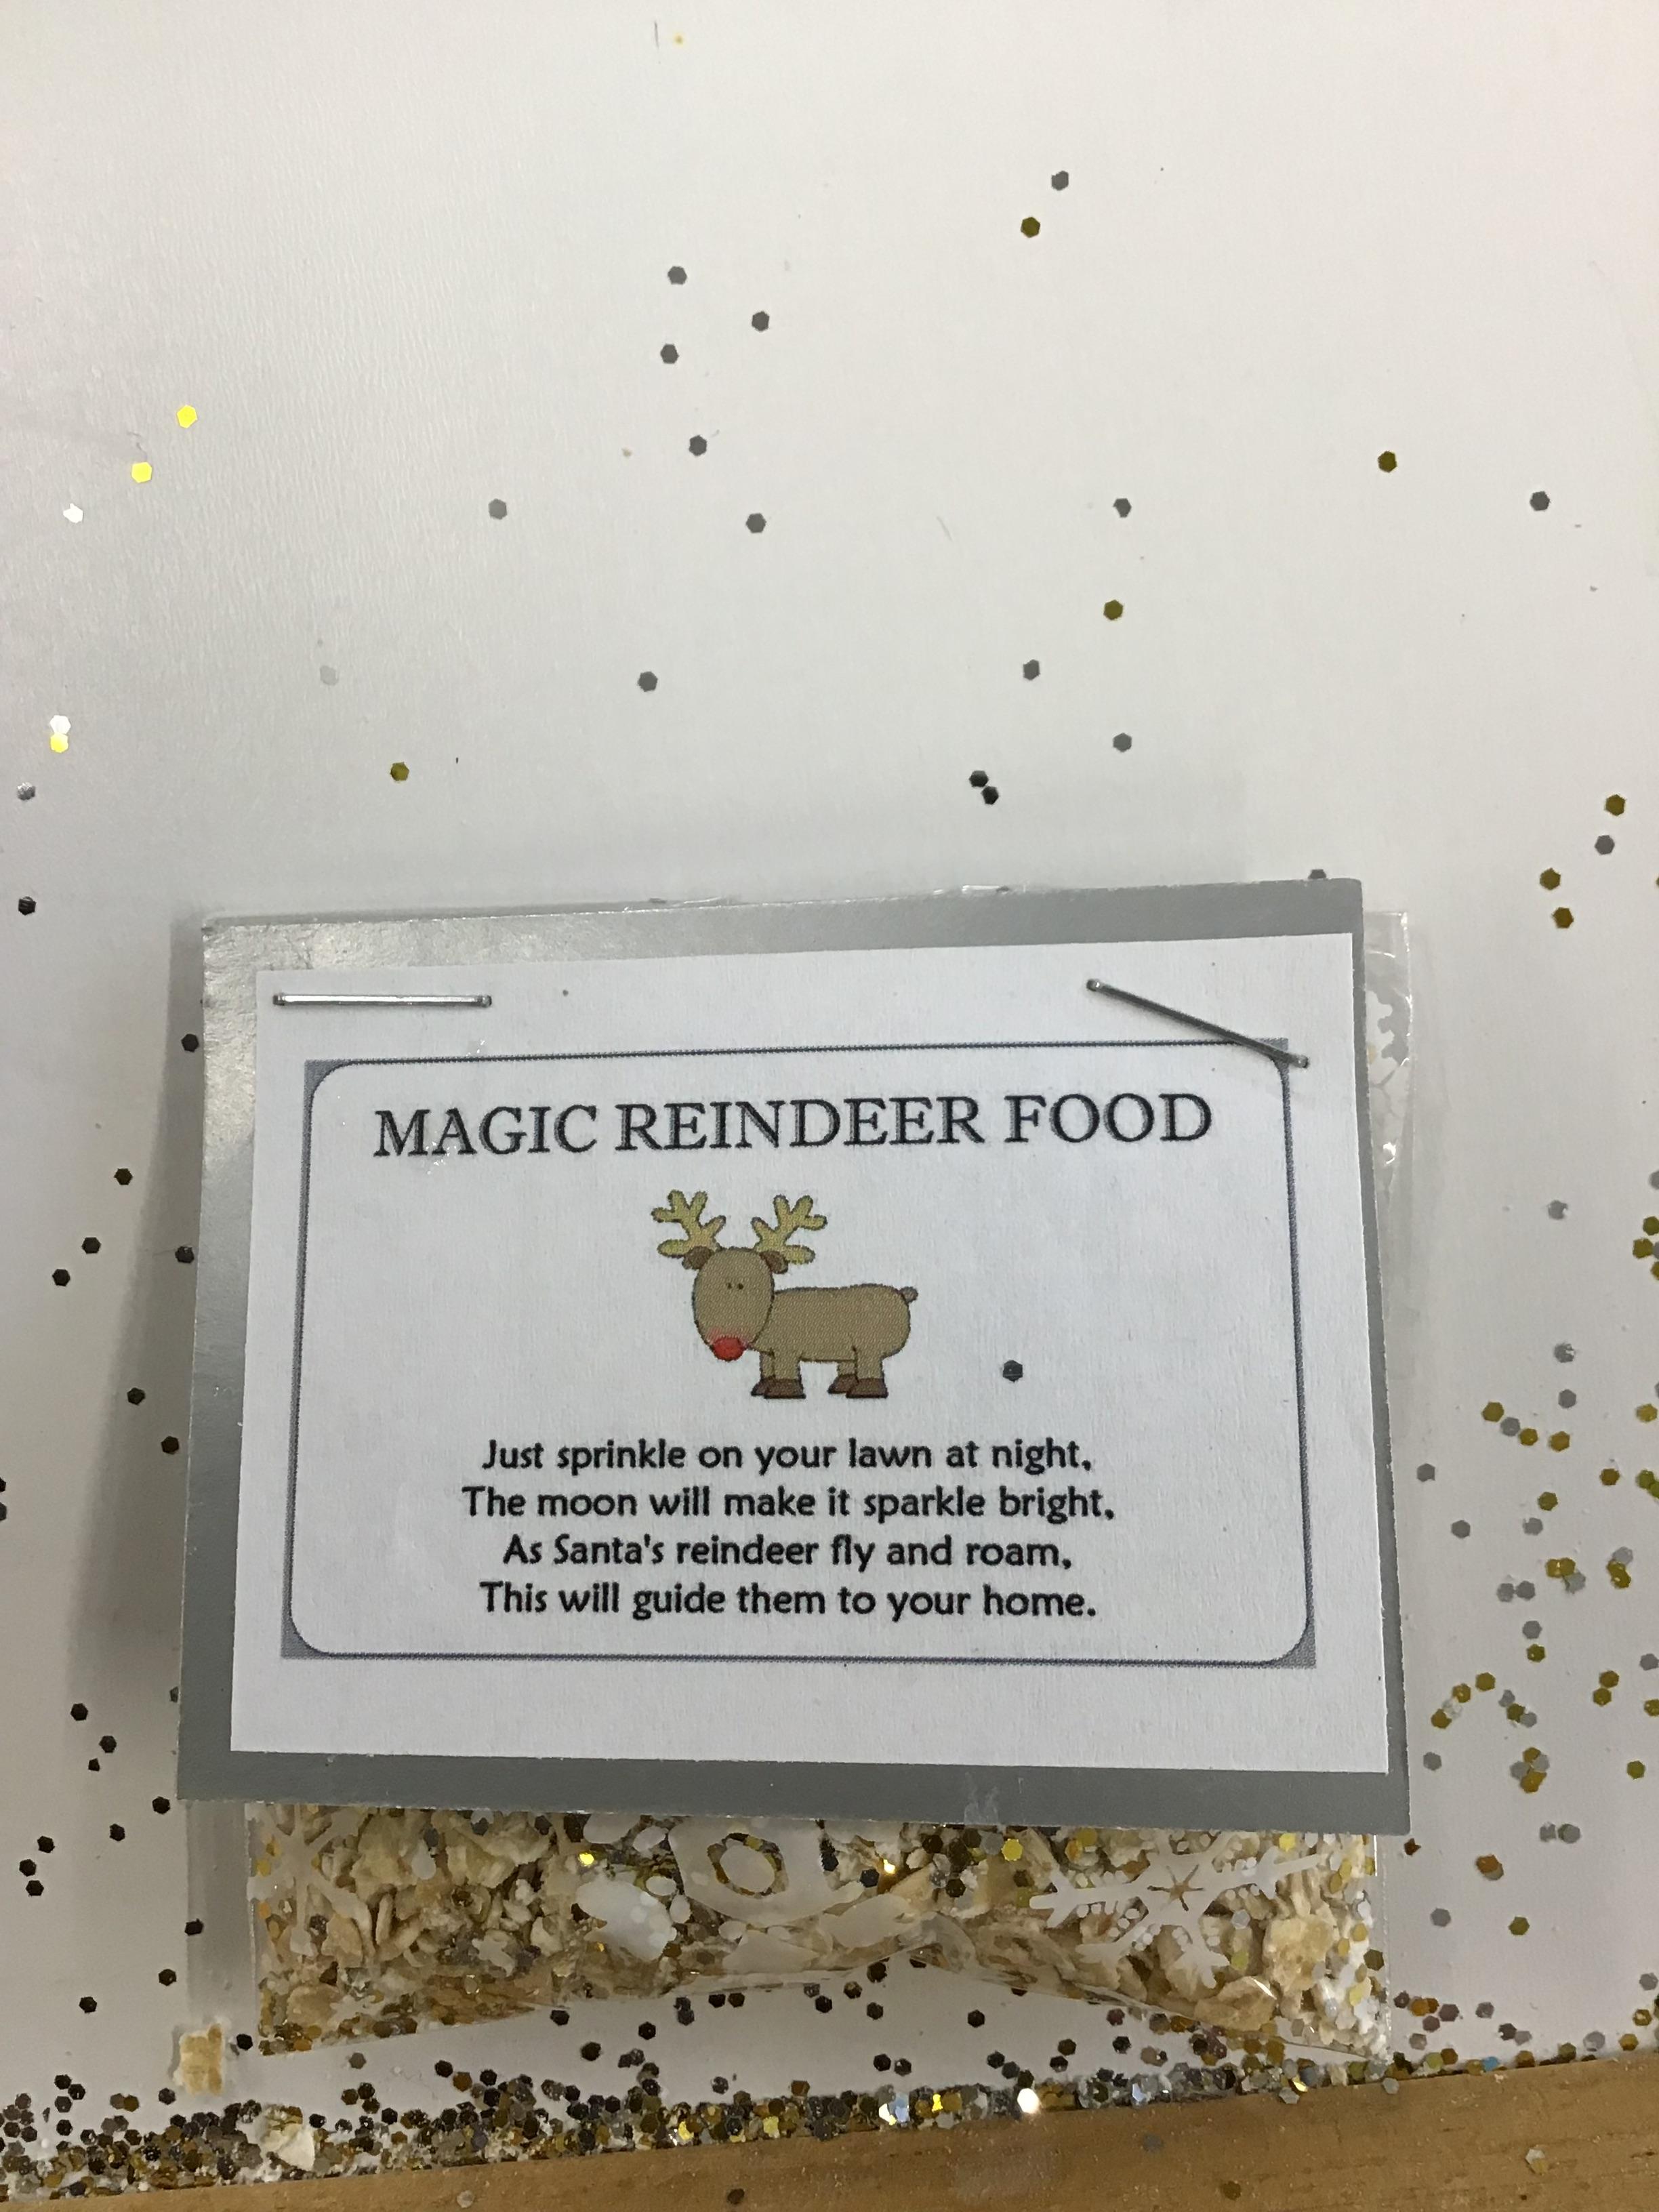 MAGIC REINDEER FOOD
Just sprinkle on your lawn at night,
The moon will make it sparkle bright,
As Santa's reindeer fly and roam,
This will guide them to your home.